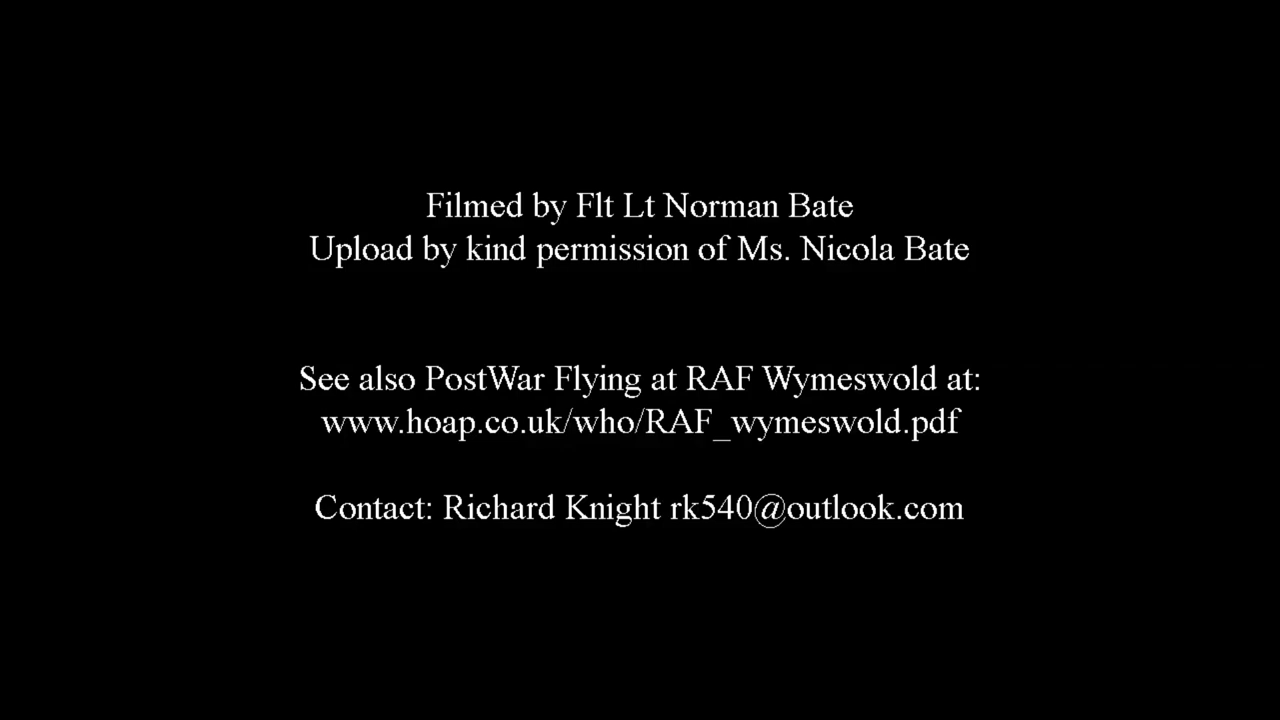 Filmed by Flt Lt Norman Bate
Upload by kind permission of Ms. Nicola Bate
See also PostWar Flying at RAF Wymeswold at:
www.hoap.co.uk/who/RAF_wymeswold.pdf
Contact: Richard Knight rk540@outlook.com